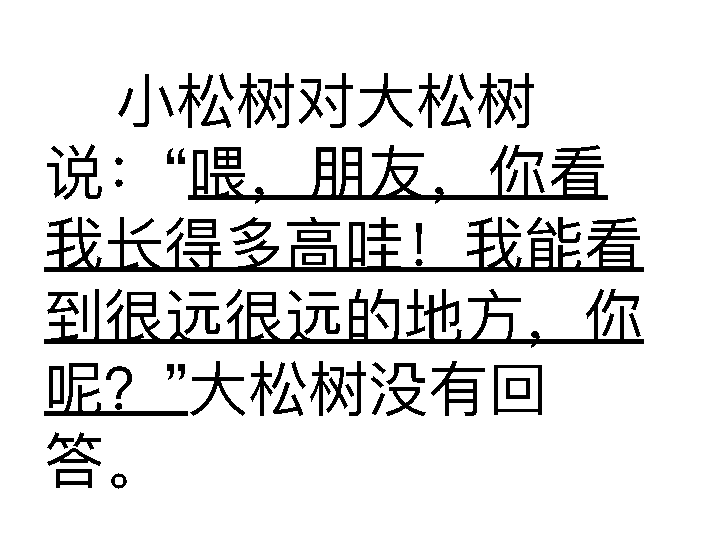 小松树对大松树
说：“喂，朋友，你看
我长得多高哇！我能看
到很远很远的地方，你
呢？”大松树没有回
答。